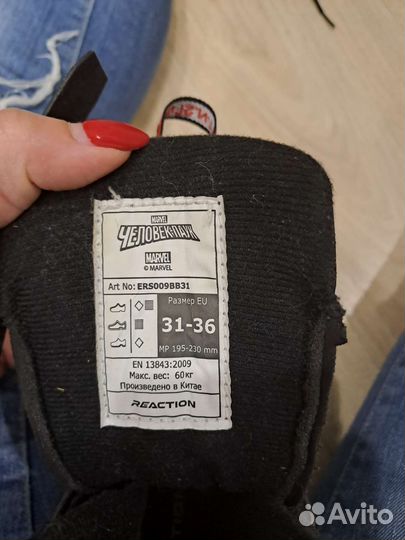 MARVEL
ЧЕЛОВЕК-ПАУК
MARVEL
© MARVEL
Art No: ERS009BB31
Размер EU
31-36
MP 195-230 mm
EN 13843:2009
Макс. вес: 60кг
Произведено в Китае
REACTION
Avito